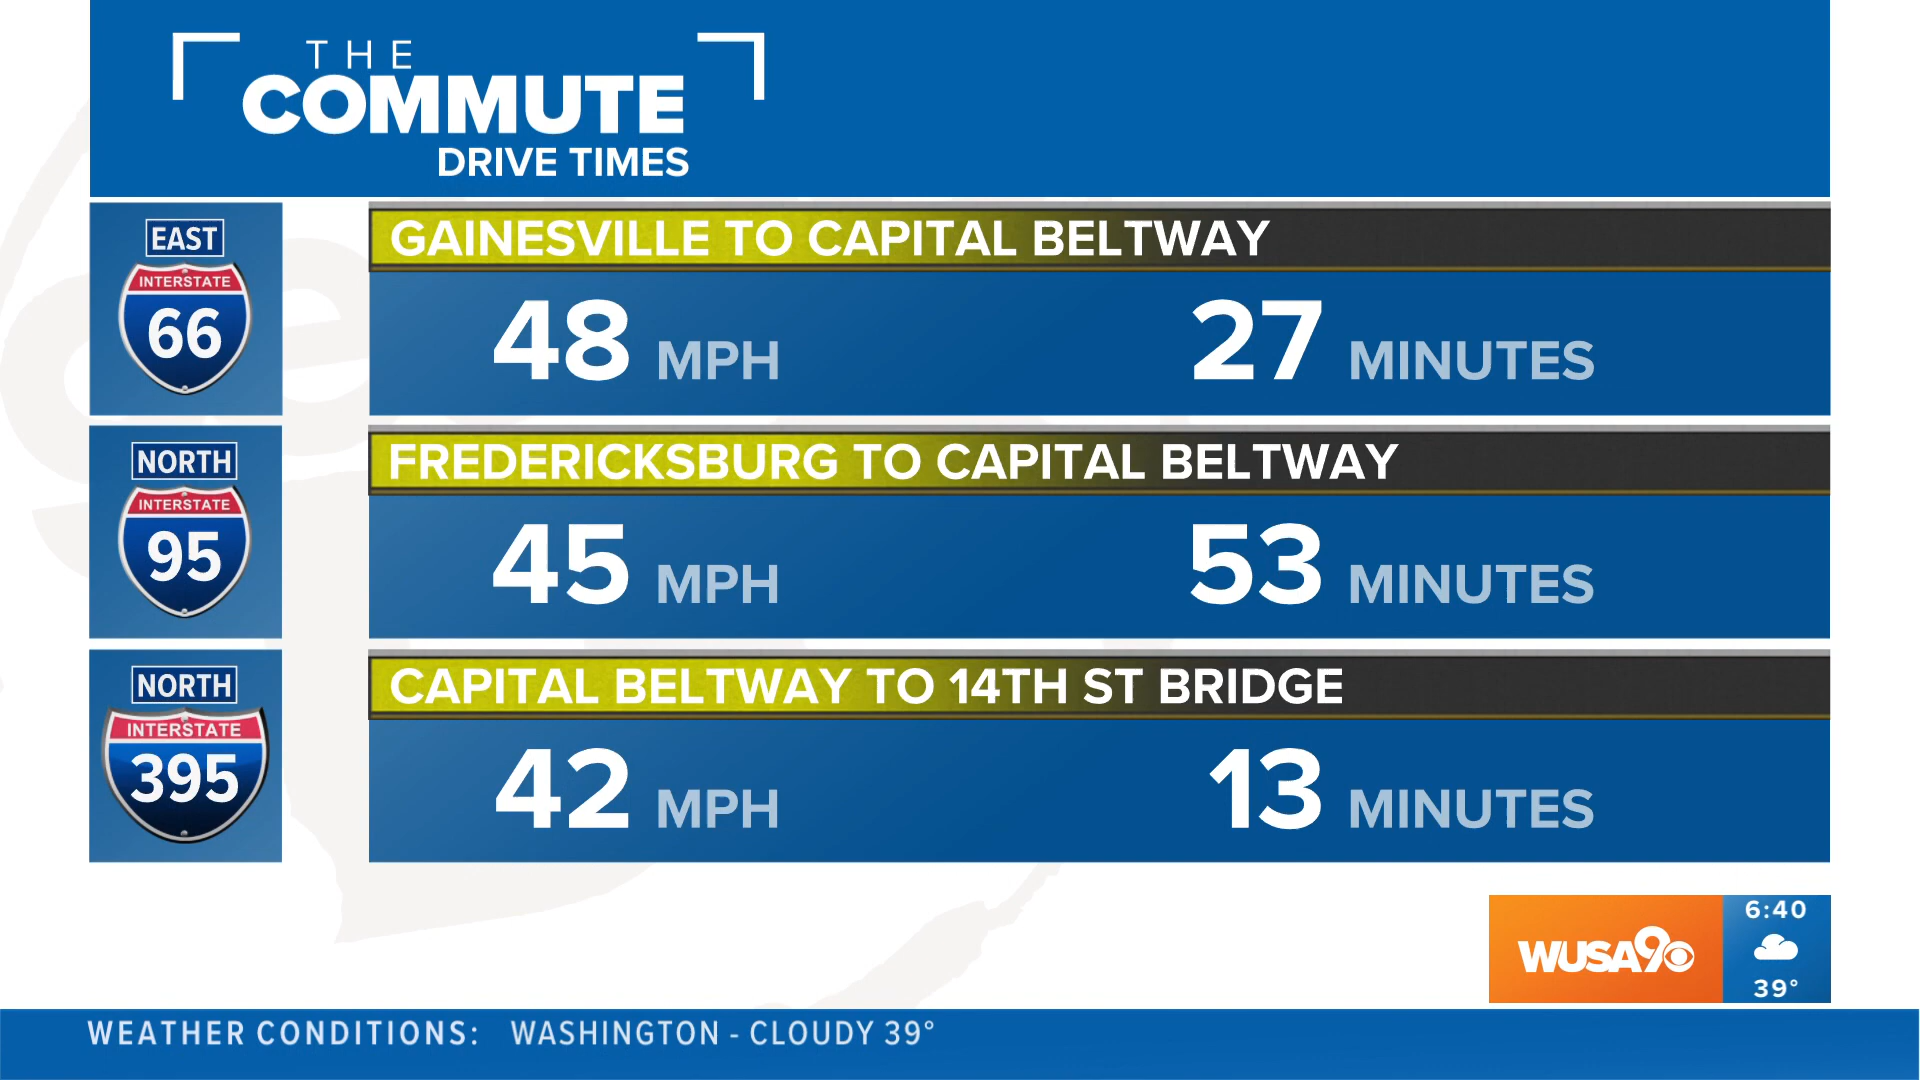 THE
COMMUTE
DRIVE TIMES
EAST
INTERSTATE
66
GAINESVILLE TO CAPITAL BELTWAY
48 MPH 27 MINUTES
NORTH
INTERSTATE
95
FREDERICKSBURG TO CAPITAL BELTWAY
45 MPH 53 MINUTES
NORTH
INTERSTATE
395
CAPITAL BELTWAY TO 14TH ST BRIDGE
42 MPH 13 MINUTES
WUSA9
6:40
39°
WEATHER CONDITIONS: WASHINGTON - CLOUDY 39°